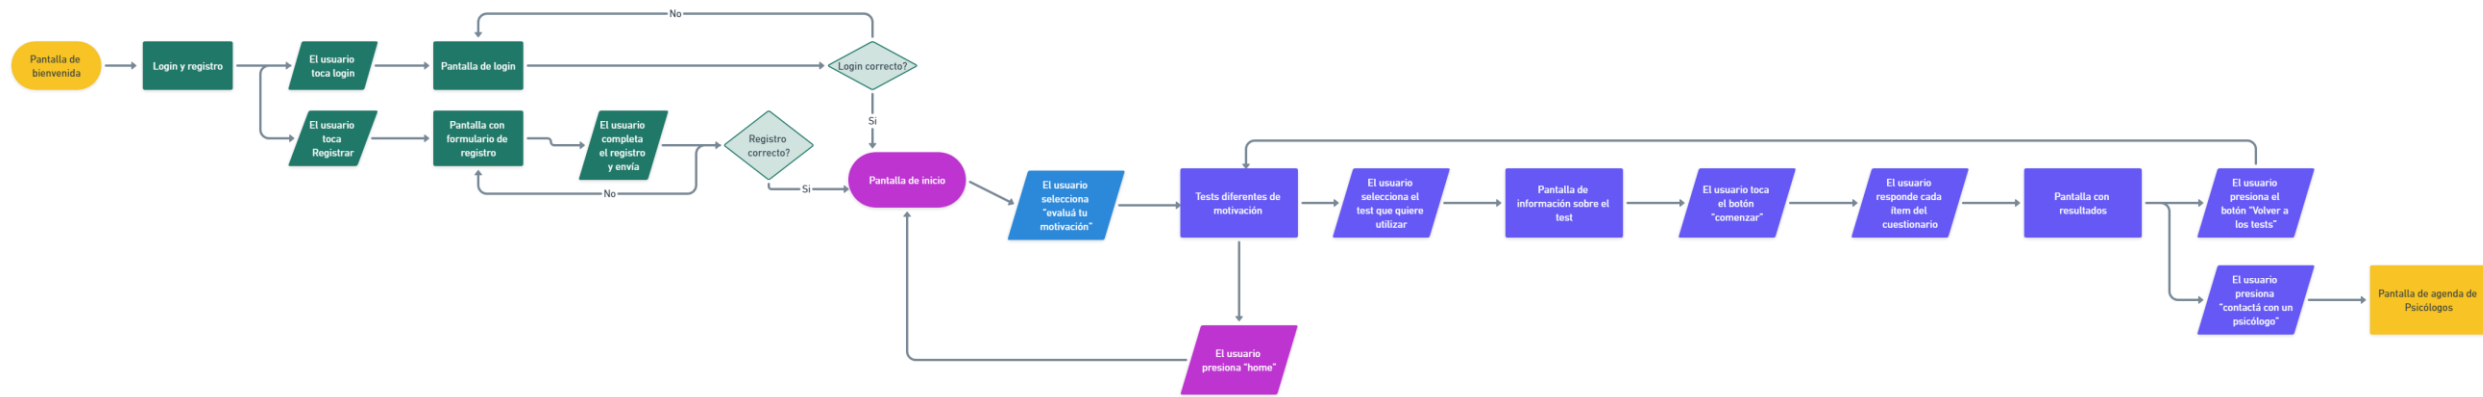 No
Pantalla de
bienvenida
Login y registro
El usuario
toca login
Pantalla de login
Login correcto?
El usuario
toca
Registrar
Pantalla con
formulario de
registro
El usuario
completa
el registro
y envía
Registro
correcto?
Si
No
Si
Pantalla de inicio
El usuario
selecciona
"evaluá tu
motivación"
Tests diferentes de
motivación
El usuario
selecciona el
test que quiere
utilizar
Pantalla de
información sobre el
test
El usuario toca
el botón
"comenzar"
El usuario
responde cada
ítem del
cuestionario
Pantalla con
resultados
El usuario
presiona el
botón "Volver a
los tests"
El usuario
presiona
"contactá con un
psicólogo"
Pantalla de agenda de
Psicólogos
El usuario
presiona "home"